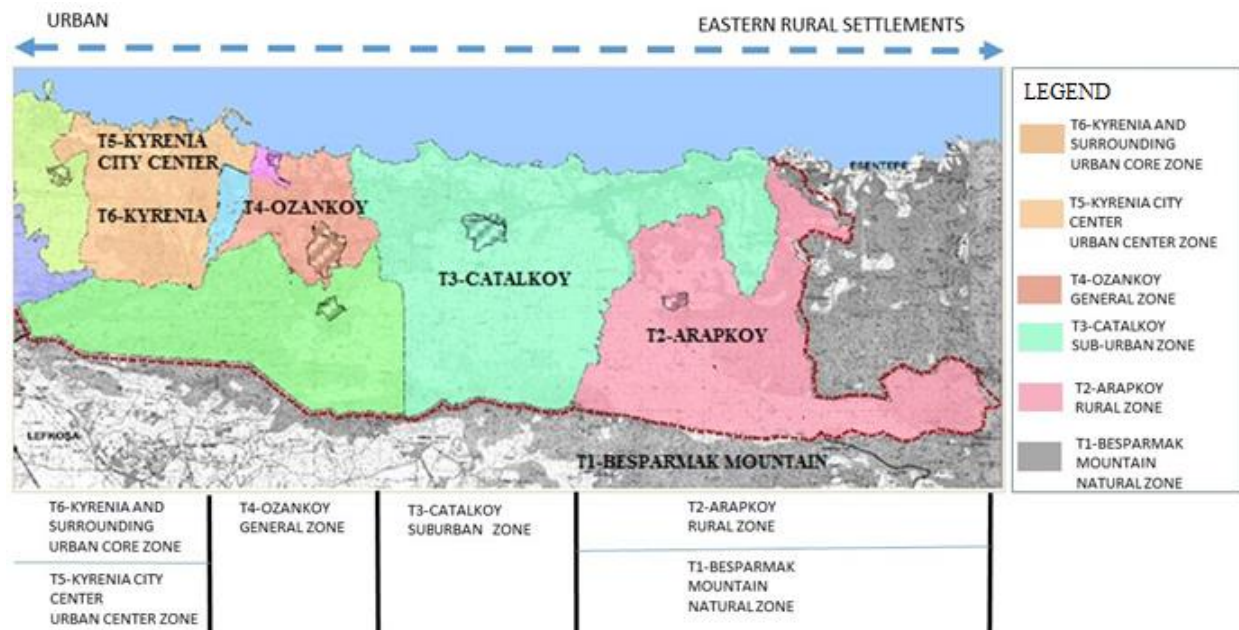 URBAN
EASTERN RURAL SETTLEMENTS
T5-KYRENIA
CITY CENTER
T6-KYRENIA
T4-OZANKOY
T3-CATALKOY
T2-ARAPKOY
T1-BESPARMAK MOUNTAIN
ESENTEPE
LEFKOŞA
LEGEND
T6-KYRENIA AND
SURROUNDING
URBAN CORE ZONE
T5-KYRENIA CITY
CENTER
URBAN CENTER ZONE
T4-OZANKOY
GENERAL ZONE
T3-CATALKOY
SUB-URBAN ZONE
T2-ARAPKOY
RURAL ZONE
T1-BESPARMAK
MOUNTAIN
NATURAL ZONE
T6-KYRENIA AND
SURROUNDING
URBAN CORE ZONE
T5-KYRENIA CITY
CENTER
URBAN CENTER ZONE
T4-OZANKOY
GENERAL ZONE
T3-CATALKOY
SUBURBAN ZONE
T2-ARAPKOY
RURAL ZONE
T1-BESPARMAK
MOUNTAIN
NATURAL ZONE